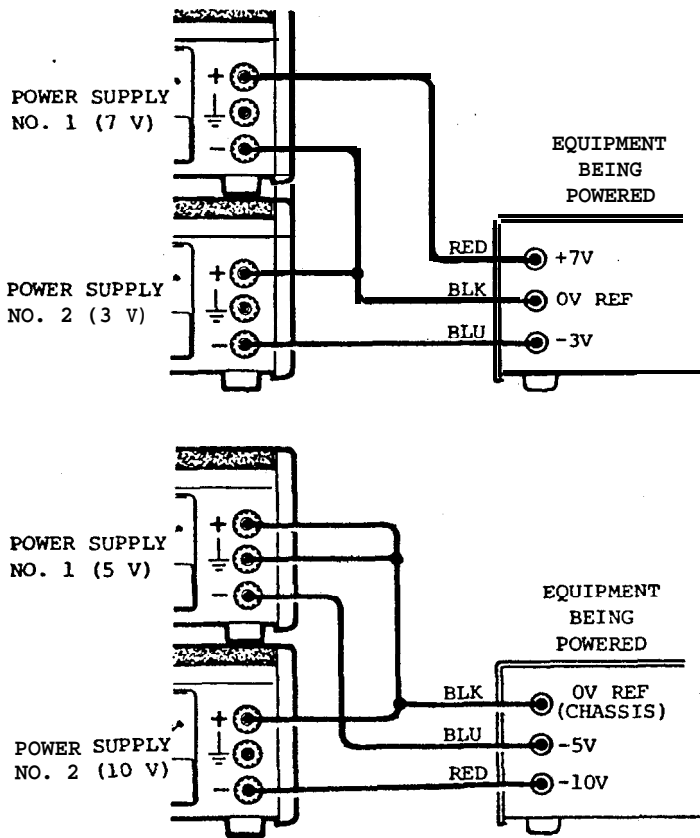 POWER SUPPLY
NO. 1 (7 V)
+
−
EQUIPMENT
BEING
POWERED
POWER SUPPLY
NO. 2 (3 V)
+
−
RED
+7V
BLK
0V REF
BLU
-3V
POWER SUPPLY
NO. 1 (5 V)
+
−
EQUIPMENT
BEING
POWERED
POWER SUPPLY
NO. 2 (10 V)
+
−
BLK
0V REF
(CHASSIS)
BLU
-5V
RED
-10V